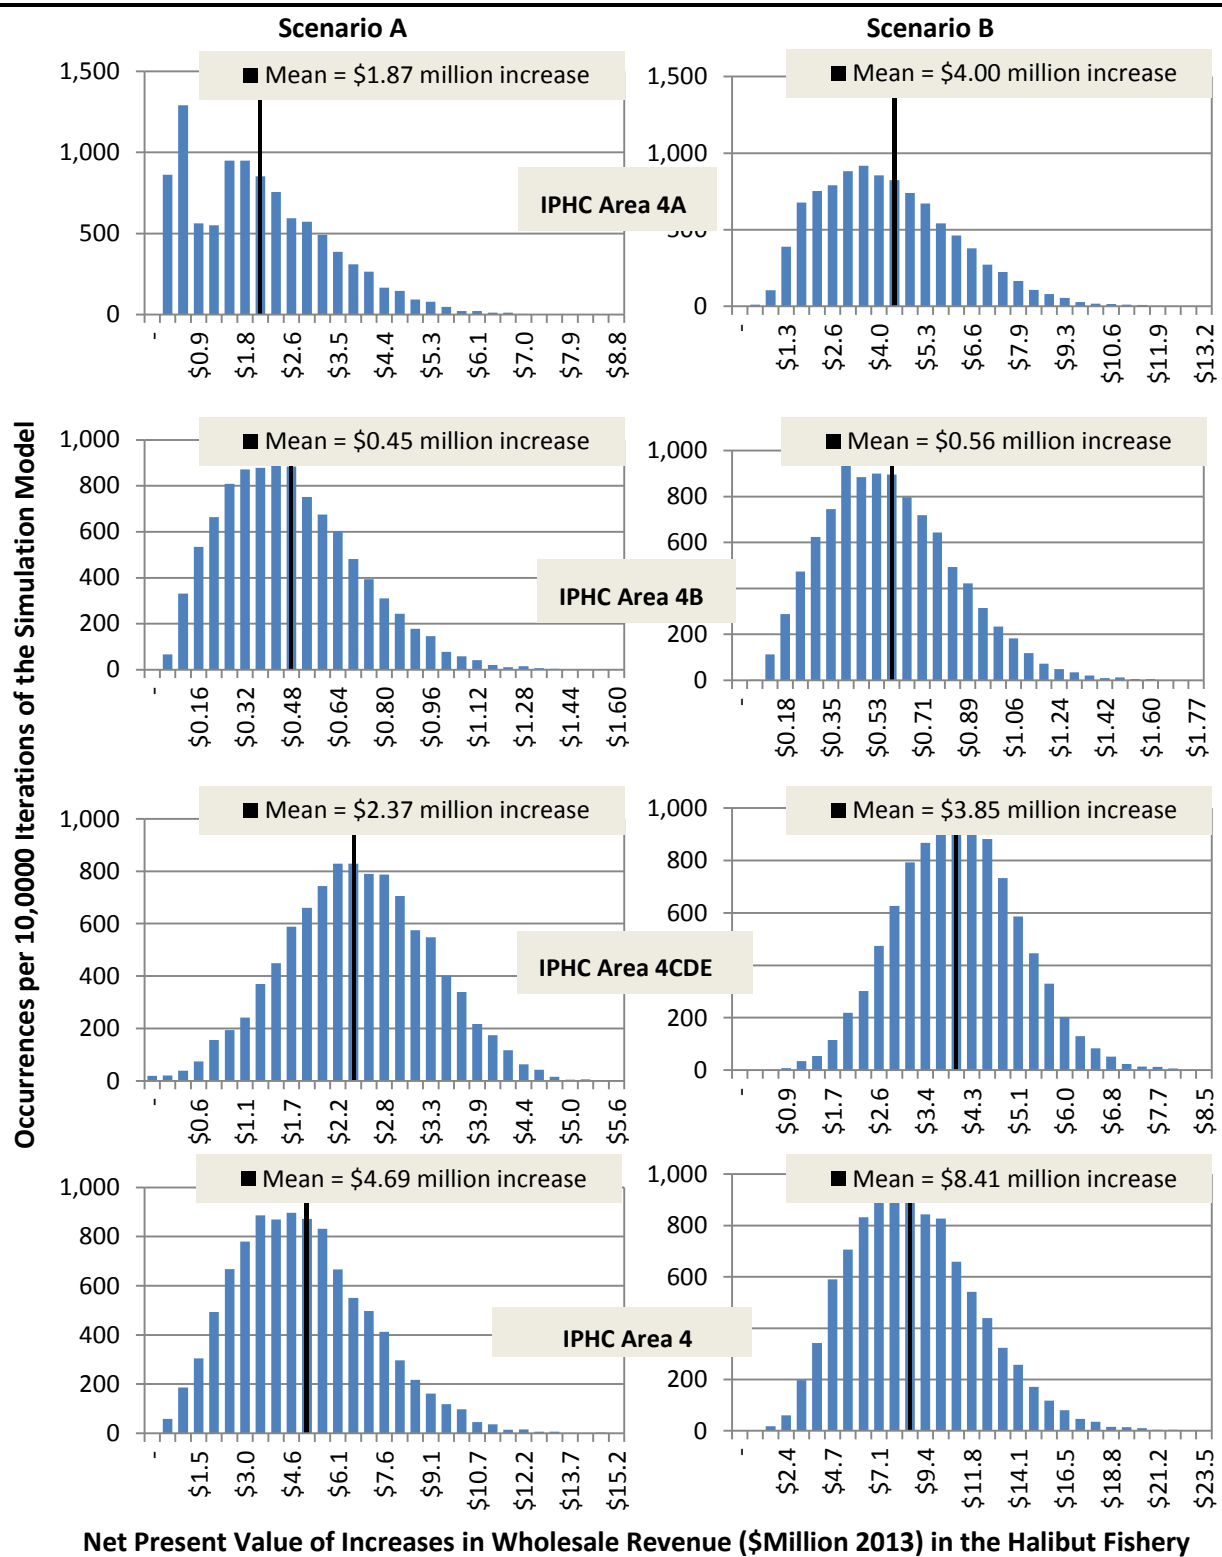 Scenario A
Scenario B
Mean = $1.87 million increase
Mean = $4.00 million increase
1,500
1,000
500
0
1,500
1,000
500
0
IPHC Area 4A
- $0.9 $1.8 $2.6 $3.5 $4.4 $5.3 $6.1 $7.0 $7.9 $8.8
- $1.3 $2.6 $4.0 $5.3 $6.6 $7.9 $9.3 $10.6 $11.9 $13.2
Occurrences per 10,0000 Iterations of the Simulation Model
Mean = $0.45 million increase
Mean = $0.56 million increase
1,000
800
600
400
200
0
1,000
800
600
200
0
IPHC Area 4B
- $0.16 $0.32 $0.48 $0.64 $0.80 $0.96 $1.12 $1.28 $1.44 $1.60
- $0.18 $0.35 $0.53 $0.71 $0.89 $1.06 $1.24 $1.42 $1.60 $1.77
Mean = $2.37 million increase
Mean = $3.85 million increase
1,000
800
600
400
200
0
1,000
800
600
200
0
IPHC Area 4CDE
- $0.6 $1.1 $1.7 $2.2 $2.8 $3.3 $3.9 $4.4 $5.0 $5.6
- $0.9 $1.7 $2.6 $3.4 $4.3 $5.1 $6.0 $6.8 $7.7 $8.5
Mean = $4.69 million increase
Mean = $8.41 million increase
1,000
800
600
400
200
0
1,000
800
600
200
0
IPHC Area 4
- $1.5 $3.0 $4.6 $6.1 $7.6 $9.1 $10.7 $12.2 $13.7 $15.2
- $2.4 $4.7 $7.1 $9.4 $11.8 $14.1 $16.5 $18.8 $21.2 $23.5
Net Present Value of Increases in Wholesale Revenue ($Million 2013) in the Halibut Fishery